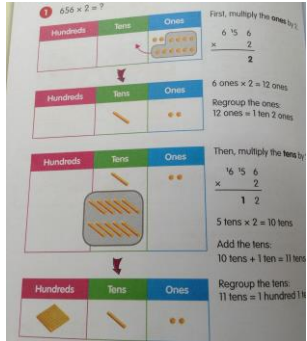 1 656 × 2 = ?
First, multiply the ones by 2.
Hundreds Tens Ones
6 15 6
× 2
2
6 ones × 2 = 12 ones
Regroup the ones:
12 ones = 1 ten 2 ones
Hundreds Tens Ones
Then, multiply the tens by
Hundreds Tens Ones
16 15 6
× 2
1 2
5 tens × 2 = 10 tens
Add the tens:
10 tens + 1 ten = 11 tens
Hundreds Tens Ones
Regroup the tens:
11 tens = 1 hundred 1